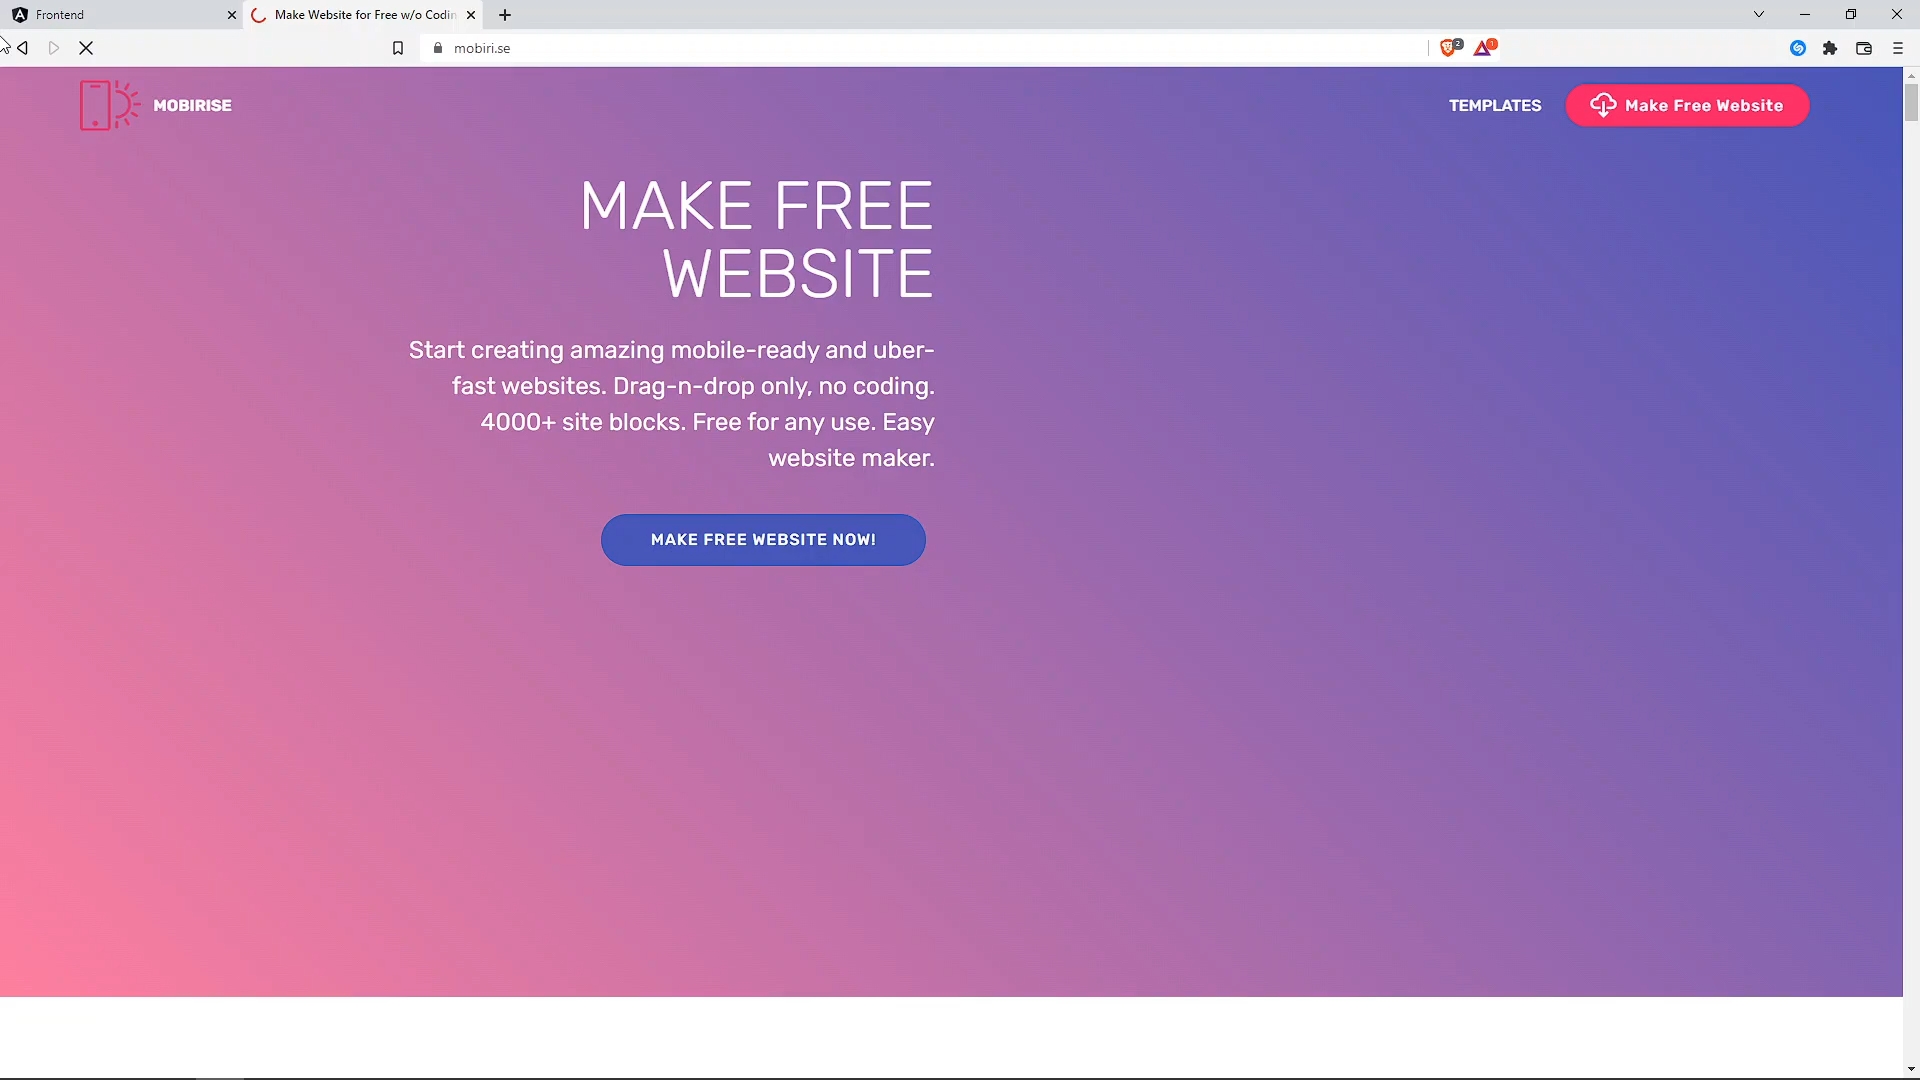 Frontend
Make Website for Free w/o Codin
mobiri.se
2
1
MOBIRISE
TEMPLATES
Make Free Website
MAKE FREE
WEBSITE
Start creating amazing mobile-ready and uber-
fast websites. Drag-n-drop only, no coding.
4000+ site blocks. Free for any use. Easy
website maker.
MAKE FREE WEBSITE NOW!